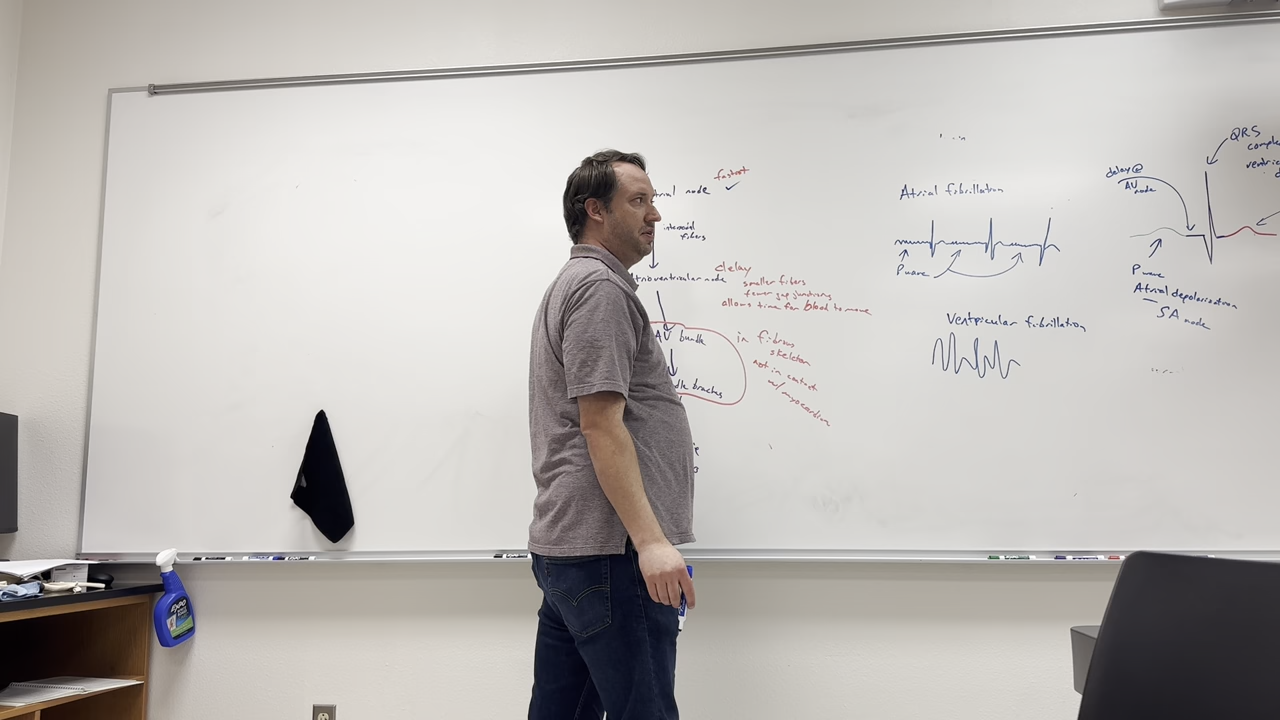 fastest
node
internodal
fibers
Atrioventricular node
delay
smaller fibers
fewer gap junctions
allows time for blood to move
AV bundle
braches
in fibrous
skeleton
not in contact
w/ myocardium
Atrial fibrillation
P wave
Ventricular fibrillation
delay @
AV
node
QRS
P wave
Atrial depolarization
SA node
EXPO